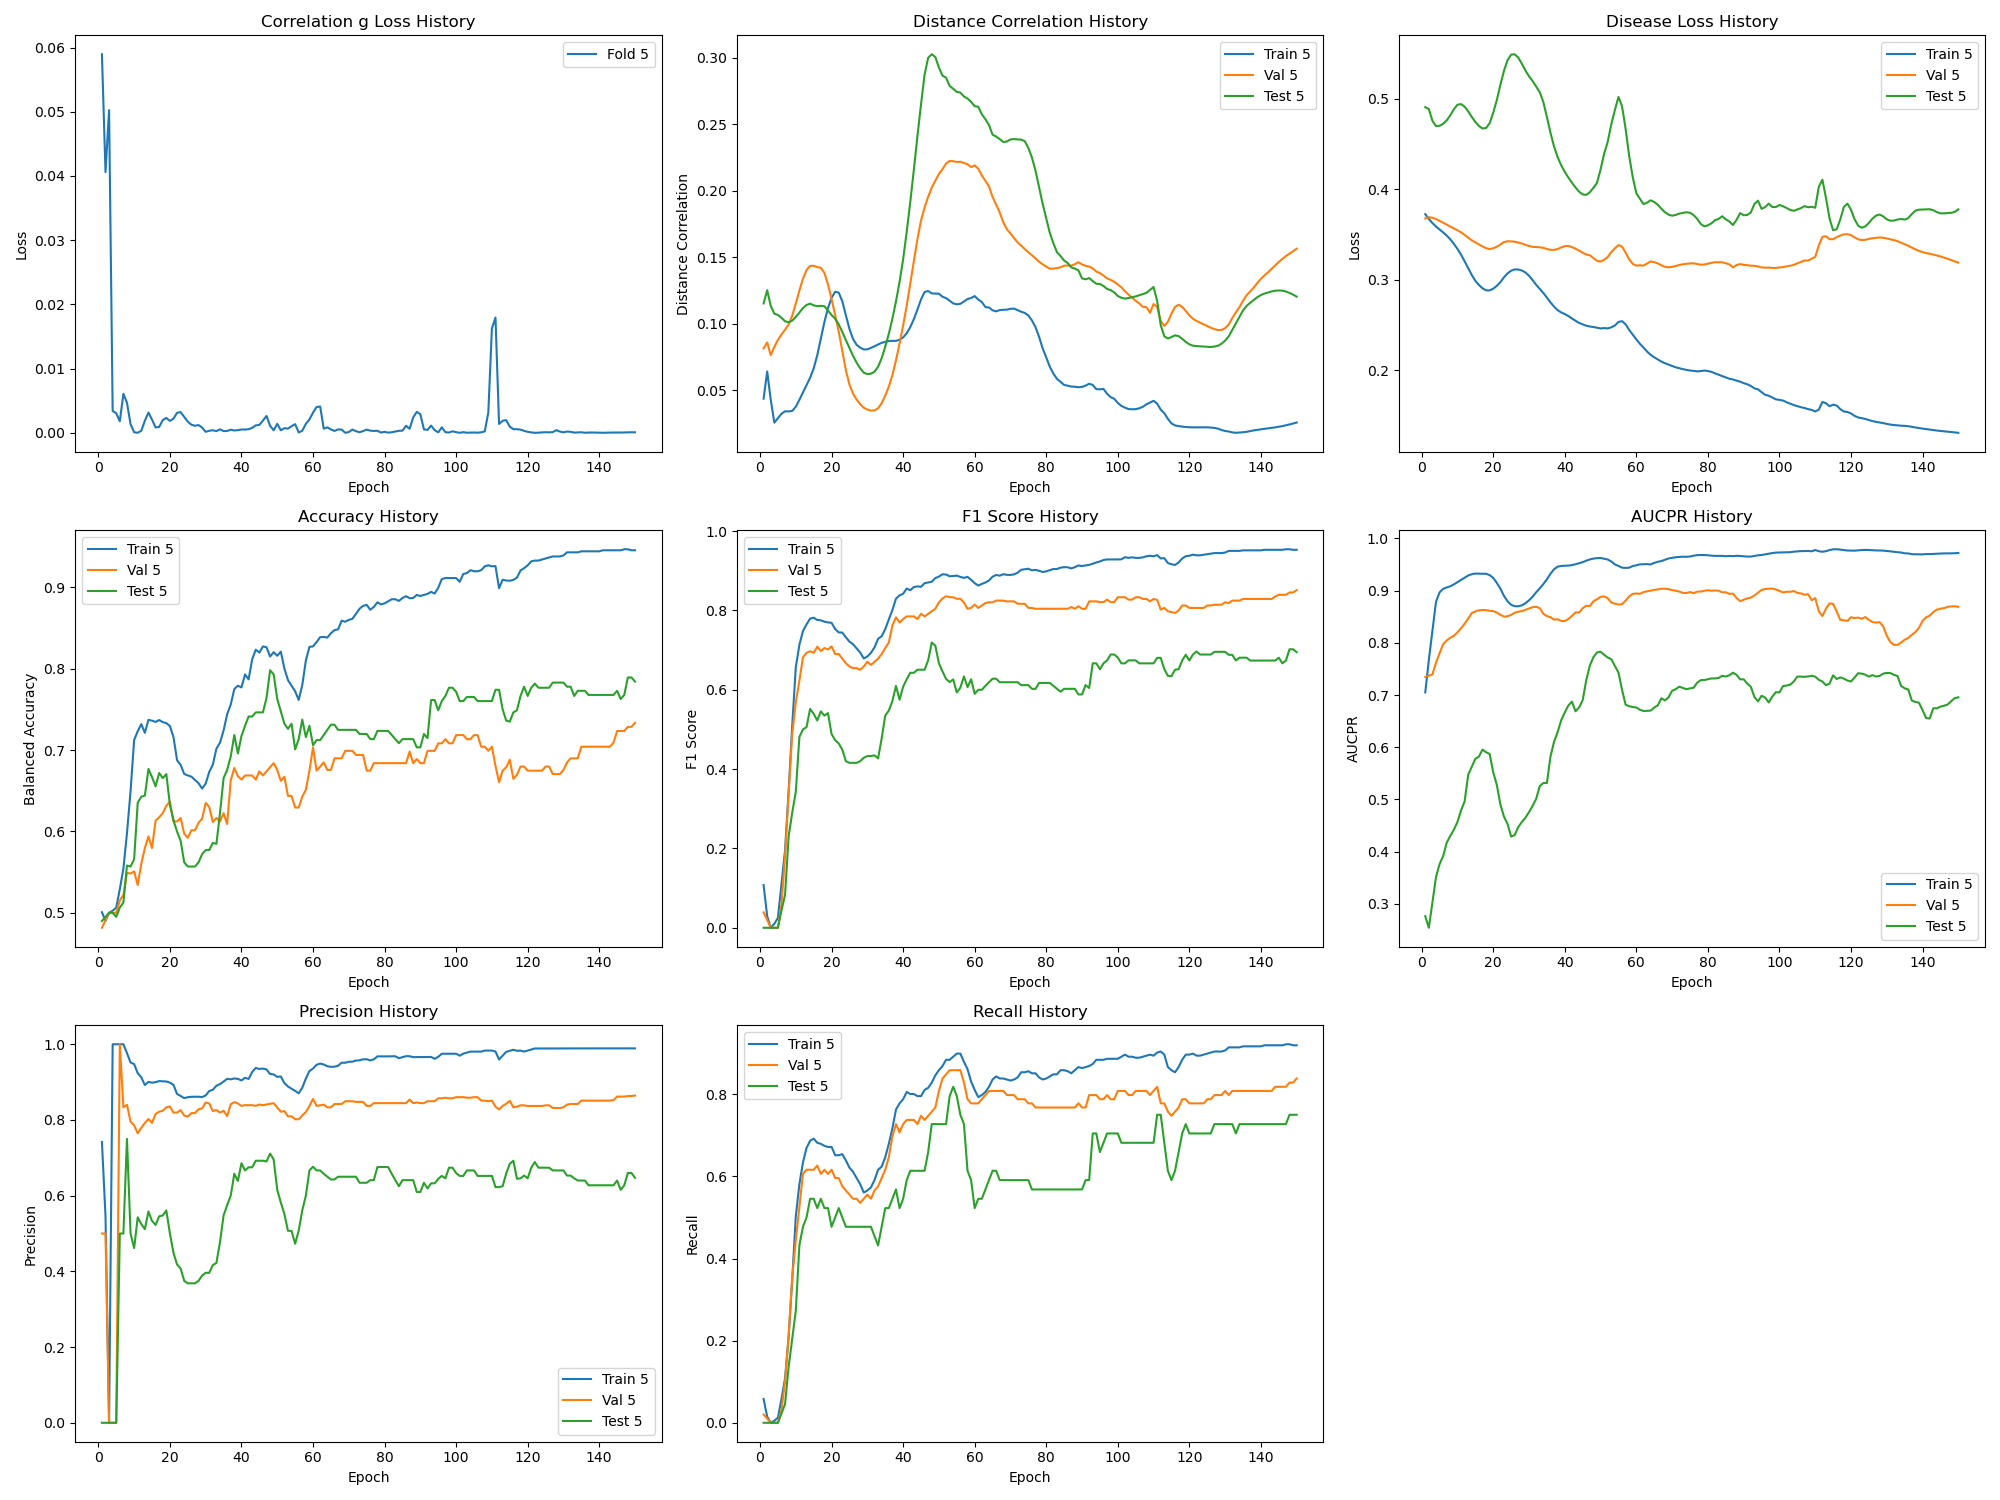 Correlation g Loss History
0.06
0.05
0.04
0.03
0.02
0.01
0.00
Loss
0 20 40 60 80 100 120 140
Epoch
Fold 5
Distance Correlation History
0.30
0.25
0.20
0.15
0.10
0.05
Distance Correlation
0 20 40 60 80 100 120 140
Epoch
Train 5
Val 5
Test 5
Disease Loss History
0.5
0.4
0.3
0.2
Loss
0 20 40 60 80 100 120 140
Epoch
Train 5
Val 5
Test 5
Accuracy History
0.9
0.8
0.7
0.6
0.5
Balanced Accuracy
0 20 40 60 80 100 120 140
Epoch
Train 5
Val 5
Test 5
F1 Score History
1.0
0.8
0.6
0.4
0.2
0.0
F1 Score
0 20 40 60 80 100 120 140
Epoch
Train 5
Val 5
Test 5
AUCPR History
1.0
0.9
0.8
0.7
0.6
0.5
0.4
0.3
AUCPR
0 20 40 60 80 100 120 140
Epoch
Train 5
Val 5
Test 5
Precision History
1.0
0.8
0.6
0.4
0.2
0.0
Precision
0 20 40 60 80 100 120 140
Epoch
Train 5
Val 5
Test 5
Recall History
0.8
0.6
0.4
0.2
0.0
Recall
0 20 40 60 80 100 120 140
Epoch
Train 5
Val 5
Test 5